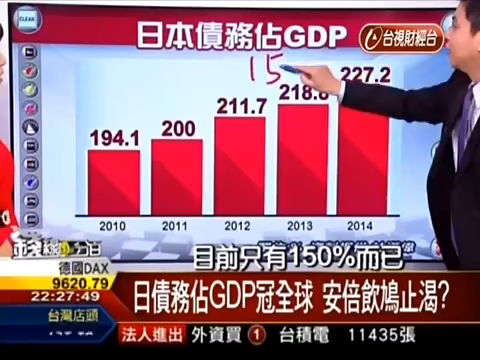 CLEAR
日本債務佔GDP
台視財經台
15
194.1
200
211.7
218.8
227.2
2010
2011
2012
2013
2014
目前只有150%而已
德國DAX
9620.79
22:27:49
日債務佔GDP冠全球 安倍飲鴆止渴?
台灣店頭
法人進出 外資買 1 台積電 11435張